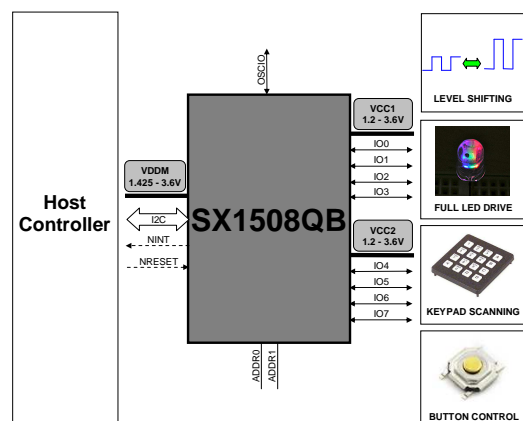 OSCIO
VCC1
1.2 - 3.6V
LEVEL SHIFTING
IO0
IO1
IO2
IO3
VDDM
1.425 - 3.6V
FULL LED DRIVE
Host
Controller
I2C
SX1508QB
VCC2
1.2 - 3.6V
NINT
NRESET
IO4
IO5
IO6
IO7
KEYPAD SCANNING
ADDR0
ADDR1
BUTTON CONTROL